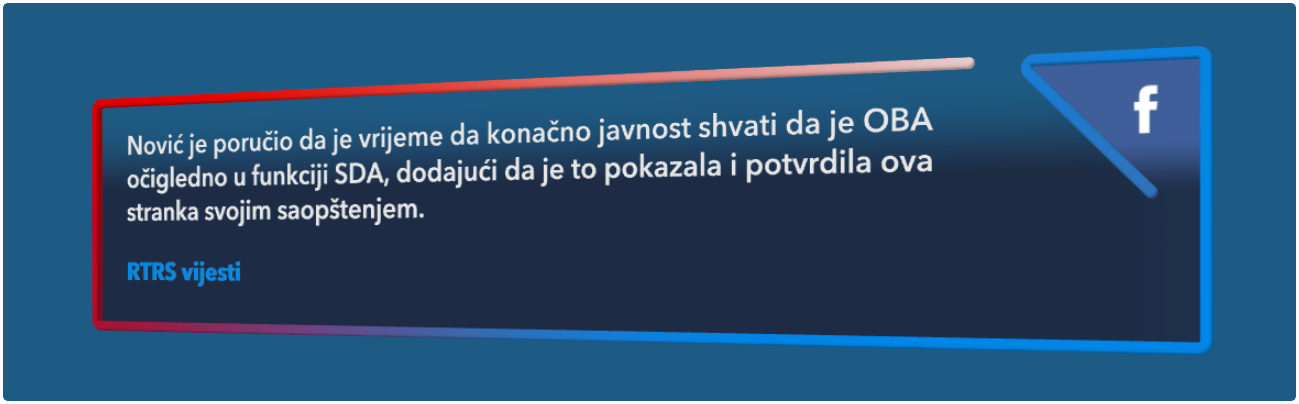 Nović je poručio da je vrijeme da konačno javnost shvati da je OBA
očigledno u funkciji SDA, dodajući da je to pokazala i potvrdila ova
stranka svojim saopštenjem.
RTRS vijesti
f